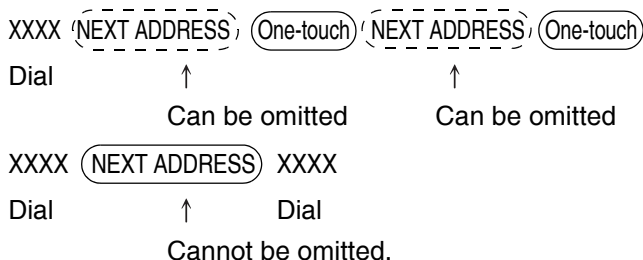 XXXX NEXT ADDRESS One-touch NEXT ADDRESS One-touch
Dial ↑ ↑
Can be omitted Can be omitted
XXXX NEXT ADDRESS XXXX
Dial ↑ Dial
Cannot be omitted.